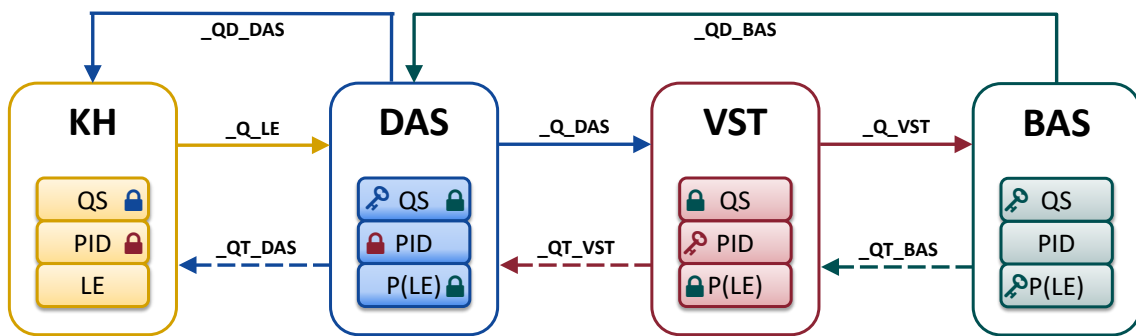 _QD_DAS
_QD_BAS
KH
DAS
VST
BAS
_Q_LE
_Q_DAS
_Q_VST
QS
PID
LE
QS
PID
P(LE)
QS
PID
P(LE)
QS
PID
P(LE)
_QT_DAS
_QT_VST
_QT_BAS